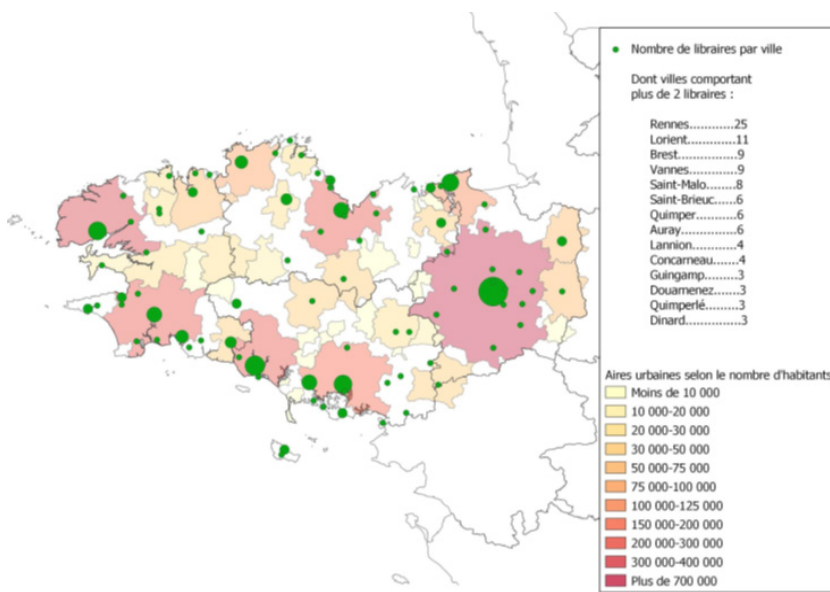 Nombre de libraires par ville
Dont villes comportant
plus de 2 libraires :
Rennes............25
Lorient............11
Brest...............9
Vannes............9
Saint-Malo........8
Saint-Brieuc......6
Quimper..........6
Auray..............6
Lannion...........4
Concarneau......4
Guingamp........3
Douarnenez......3
Quimperlé........3
Dinard.............3
Aires urbaines selon le nombre d'habitants
Moins de 10 000
10 000-20 000
20 000-30 000
30 000-50 000
50 000-75 000
75 000-100 000
100 000-125 000
150 000-200 000
200 000-300 000
300 000-400 000
Plus de 700 000